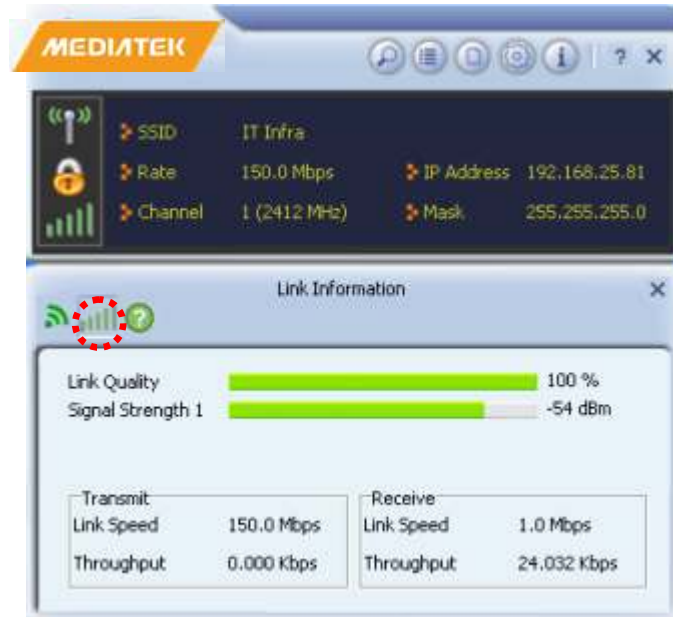 MEDIATEK
? ×
SSID IT Infra
Rate 150.0 Mbps IP Address 192.168.25.81
Channel 1 (2412 MHz) Mask 255.255.255.0
Link Information ×
?
Link Quality 100 %
Signal Strength 1 -54 dBm
Transmit Receive
Link Speed 150.0 Mbps Link Speed 1.0 Mbps
Throughput 0.000 Kbps Throughput 24.032 Kbps